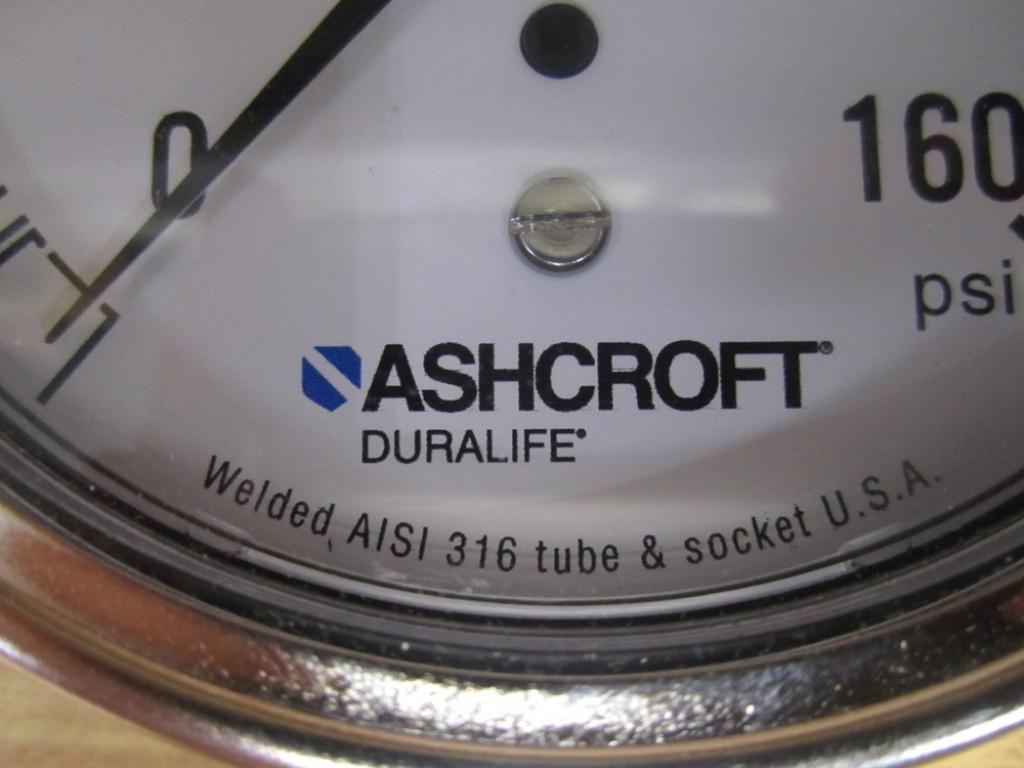 0
160
psi
ASHCROFT®
DURALIFE®
Welded AISI 316 tube & socket U.S.A.